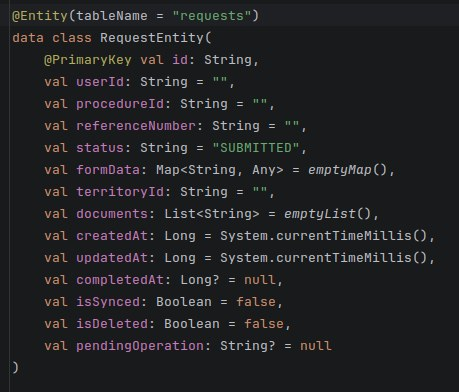 @Entity(tableName = "requests")
data class RequestEntity(
    @PrimaryKey val id: String,
    val userId: String = "",
    val procedureId: String = "",
    val referenceNumber: String = "",
    val status: String = "SUBMITTED",
    val formData: Map<String, Any> = emptyMap(),
    val territoryId: String = "",
    val documents: List<String> = emptyList(),
    val createdAt: Long = System.currentTimeMillis(),
    val updatedAt: Long = System.currentTimeMillis(),
    val completedAt: Long? = null,
    val isSynced: Boolean = false,
    val isDeleted: Boolean = false,
    val pendingOperation: String? = null
)